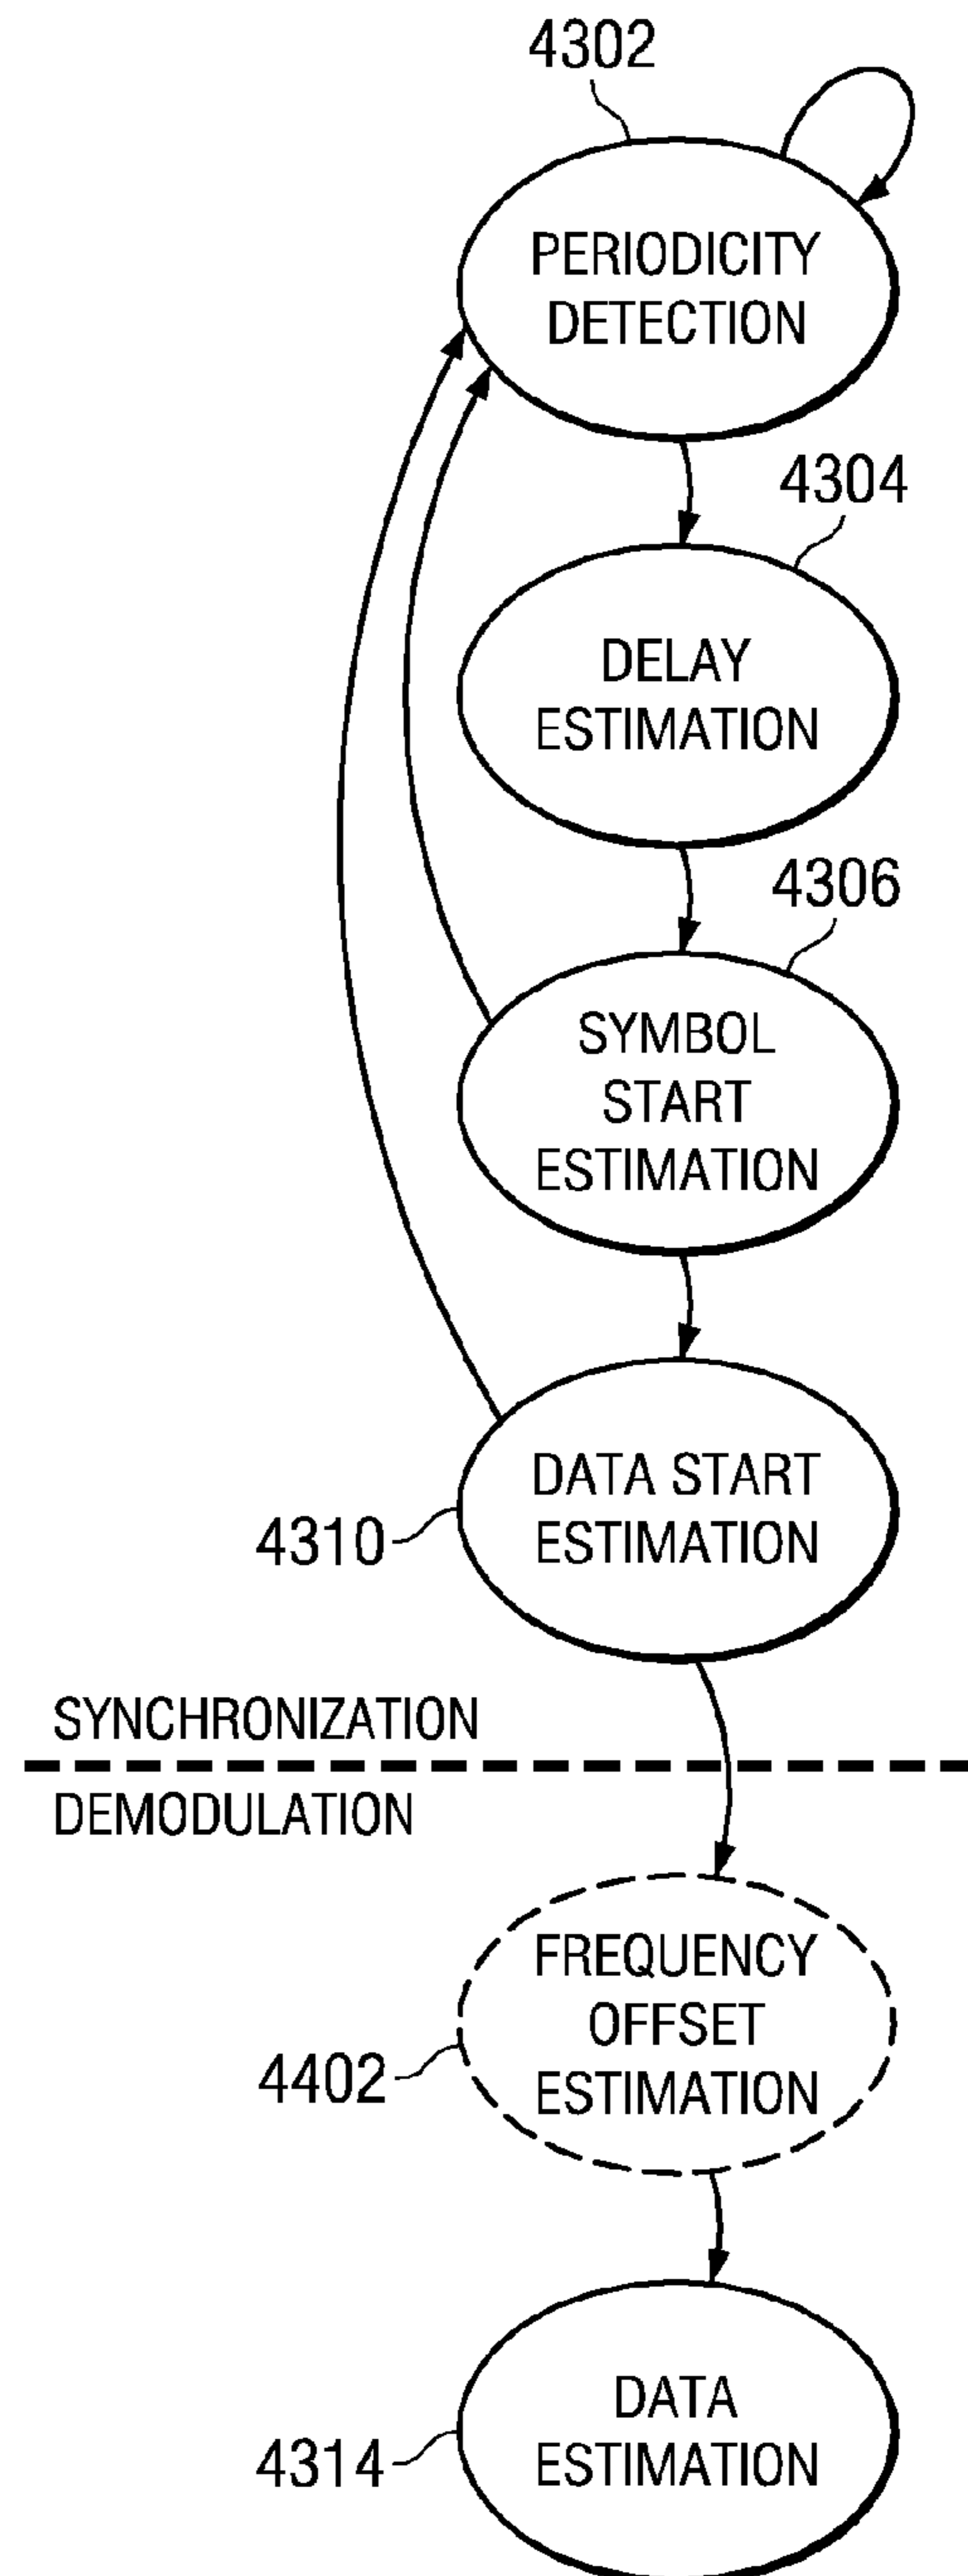 4302
PERIODICITY
DETECTION
4304
DELAY
ESTIMATION
4306
SYMBOL
START
ESTIMATION
DATA START
ESTIMATION
4310
SYNCHRONIZATION
DEMODULATION
FREQUENCY
OFFSET
ESTIMATION
4402
DATA
ESTIMATION
4314